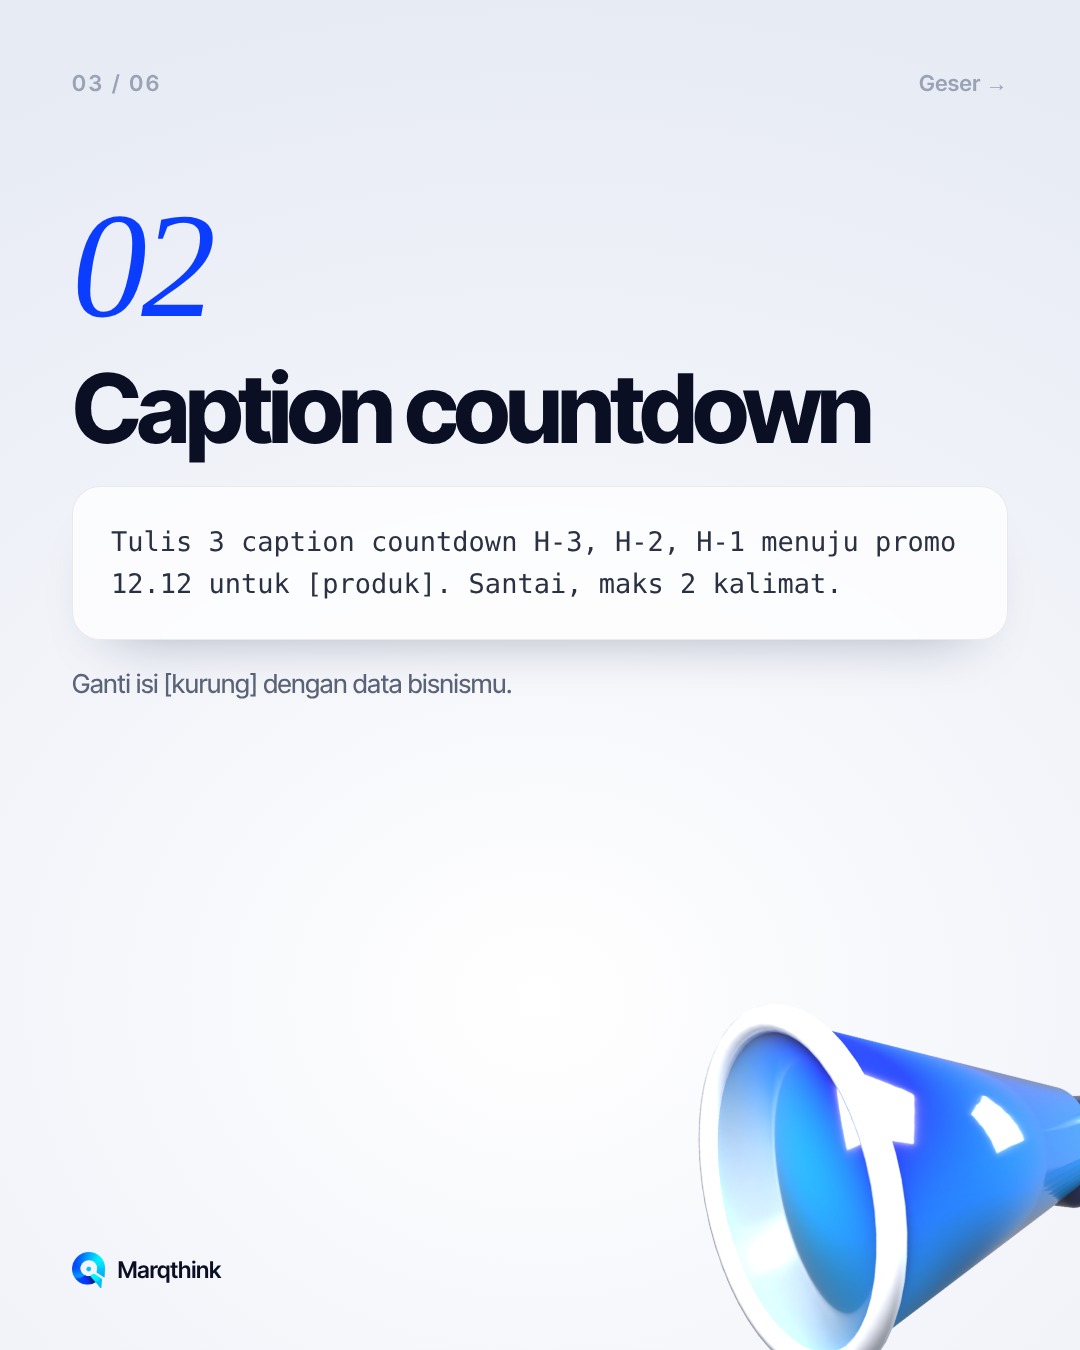 03 / 06
Geser →
02
Caption countdown
Tulis 3 caption countdown H-3, H-2, H-1 menuju promo
12.12 untuk [produk]. Santai, maks 2 kalimat.
Ganti isi [kurung] dengan data bisnismu.
Marqthink